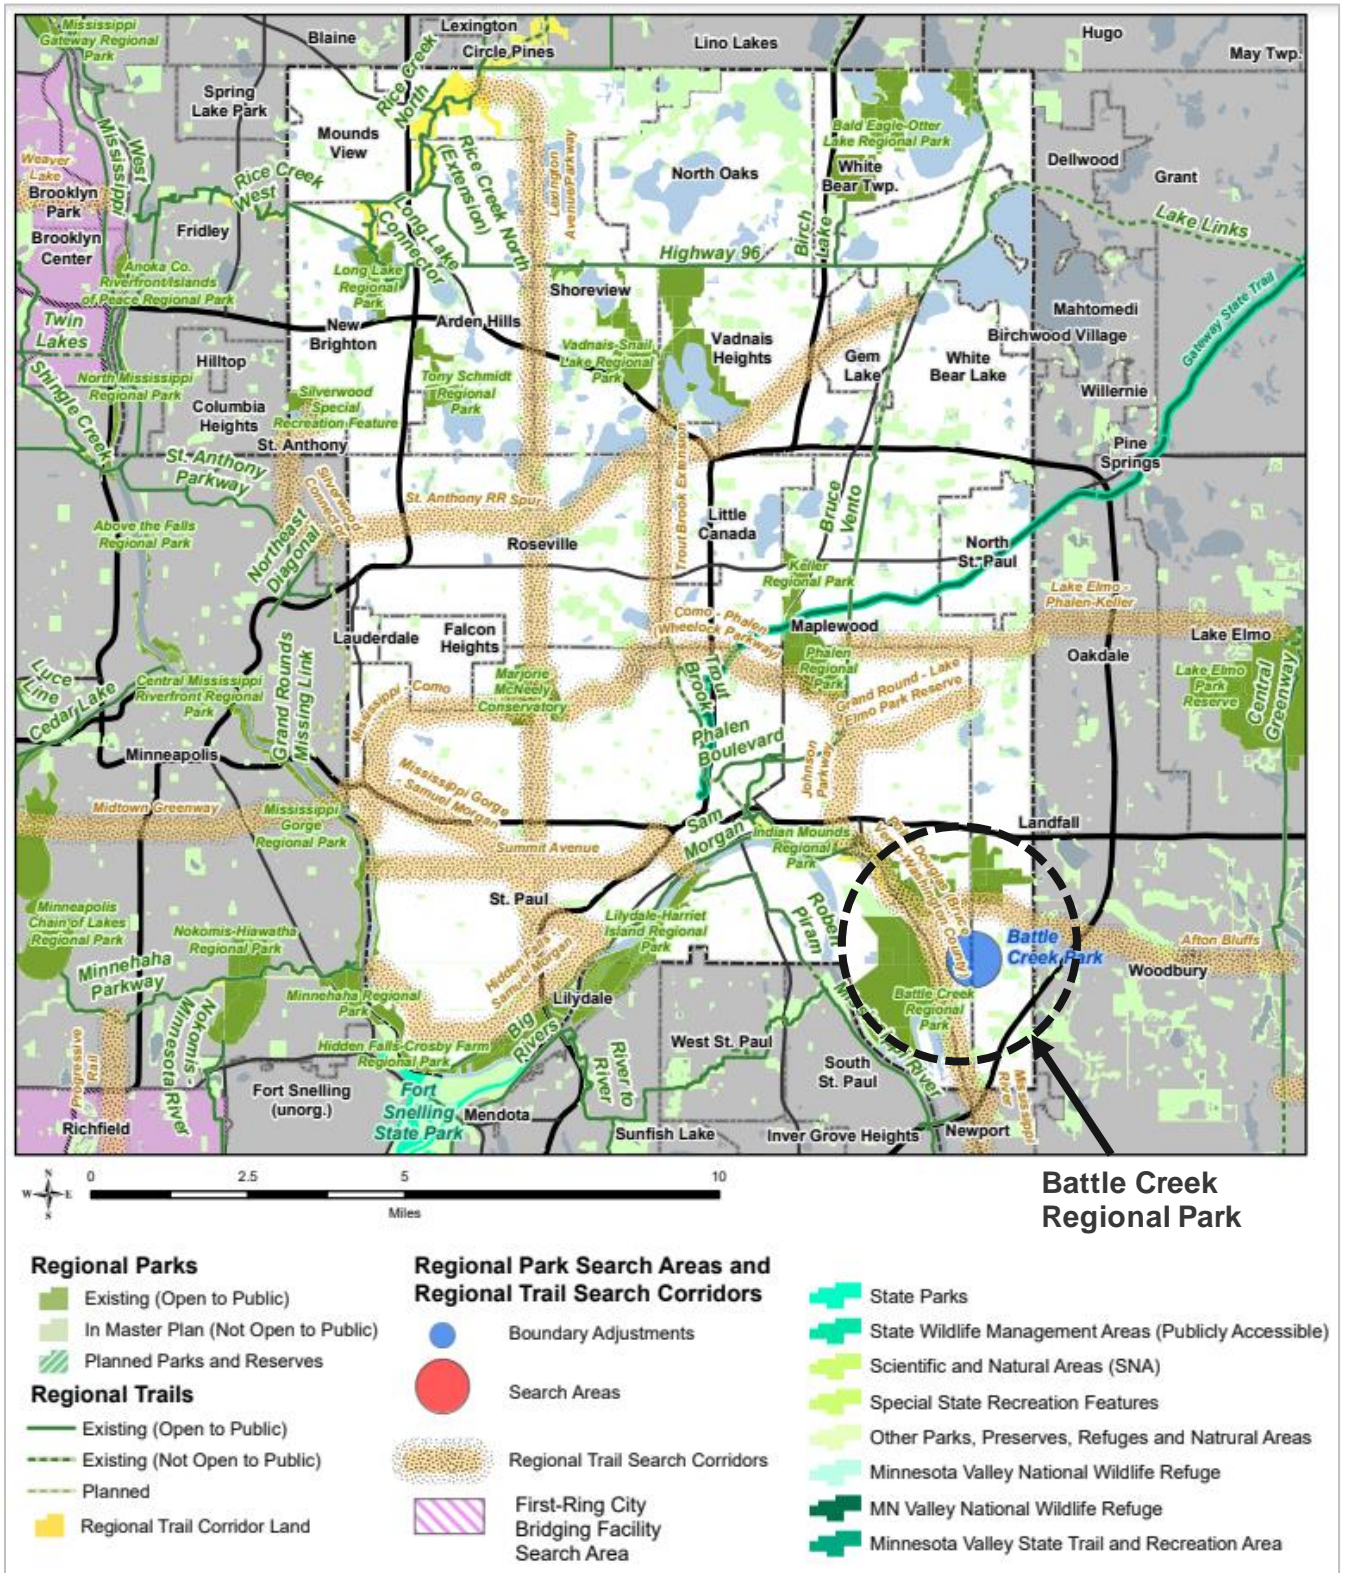 Mississippi
Gateway Regional
Park
Blaine
Lexington
Circle Pines
Lino Lakes
Hugo
May Twp.
Spring
Lake Park
Rice Creek
North
Mounds
View
Mississippi
West
Weaver
Lake
Brooklyn
Park
Rice Creek
West
Rice Creek North
(Extension)
Lexington
Avenue/Parkway
North Oaks
Bald Eagle-Otter
Lake Regional Park
White
Bear Twp.
Dellwood
Grant
Lake Links
Brooklyn
Center
Fridley
Long Lake
Connector
Birch
Lake
Highway 96
Anoka Co.
Riverfront/Islands
of Peace Regional Park
Long Lake
Regional
Park
Shoreview
Gateway State Trail
Twin
Lakes
New
Brighton
Arden Hills
Mahtomedi
Birchwood Village
Hilltop
Vadnais-Snail
Lake Regional
Park
Vadnais
Heights
Gem
Lake
White
Bear Lake
Shingle Creek
North Mississippi
Regional Park
Silverwood
Special
Recreation Feature
Tony Schmidt
Regional
Park
Willernie
Columbia
Heights
St. Anthony
Pine
Springs
St. Anthony
Parkway
Silverwood
Connector
St. Anthony RR Spur
Trout Brook Extension
Bruce
Vento
Above the Falls
Regional Park
Northeast
Diagonal
Roseville
Little
Canada
North
St. Paul
Keller
Regional Park
Lake Elmo -
Phalen-Keller
Como - Phalen
(Wheelock Parkway)
Maplewood
Lauderdale
Falcon
Heights
Lake Elmo
Oakdale
Luce
Line
Cedar Lake
Central Mississippi
Riverfront Regional
Park
Grand Rounds
Missing Link
Mississippi - Como
Marjorie
McNeely
Conservatory
Trout
Brook
Phalen
Regional
Park
Grand Round - Lake
Elmo Park Reserve
Lake Elmo
Park
Reserve
Central
Greenway
Phalen
Boulevard
Minneapolis
Johnson
Parkway
Mississippi Gorge
- Samuel Morgan
Midtown Greenway
Mississippi
Gorge
Regional Park
Summit Avenue
Sam
Morgan
Indian Mounds
Regional
Park
Landfall
St. Paul
Minneapolis
Chain of Lakes
Regional Park
Nokomis-Hiawatha
Regional Park
Lilydale-Harriet
Island Regional
Park
Robert
Piram
Battle
Creek Park
Afton Bluffs
Woodbury
Minnehaha
Parkway
Hidden Falls
Samuel Morgan
Minnehaha Regional
Park
Lilydale
Battle Creek
Regional
Park
Nokomis -
Minnesota River
Progressive
Rail
Hidden Falls-Crosby Farm
Regional Park
Big
Rivers
River to
River
West St. Paul
South
St. Paul
Fort Snelling
(unorg.)
Fort
Snelling
State Park
Mendota
Richfield
Sunfish Lake
Inver Grove Heights
Newport
Mississippi
River
N
W
E
S
0
2.5
5
10
Miles
Battle Creek
Regional Park
Regional Parks
Existing (Open to Public)
In Master Plan (Not Open to Public)
Planned Parks and Reserves
Regional Trails
Existing (Open to Public)
Existing (Not Open to Public)
Planned
Regional Trail Corridor Land
Regional Park Search Areas and
Regional Trail Search Corridors
Boundary Adjustments
Search Areas
Regional Trail Search Corridors
First-Ring City
Bridging Facility
Search Area
State Parks
State Wildlife Management Areas (Publicly Accessible)
Scientific and Natural Areas (SNA)
Special State Recreation Features
Other Parks, Preserves, Refuges and Natrural Areas
Minnesota Valley National Wildlife Refuge
MN Valley National Wildlife Refuge
Minnesota Valley State Trail and Recreation Area